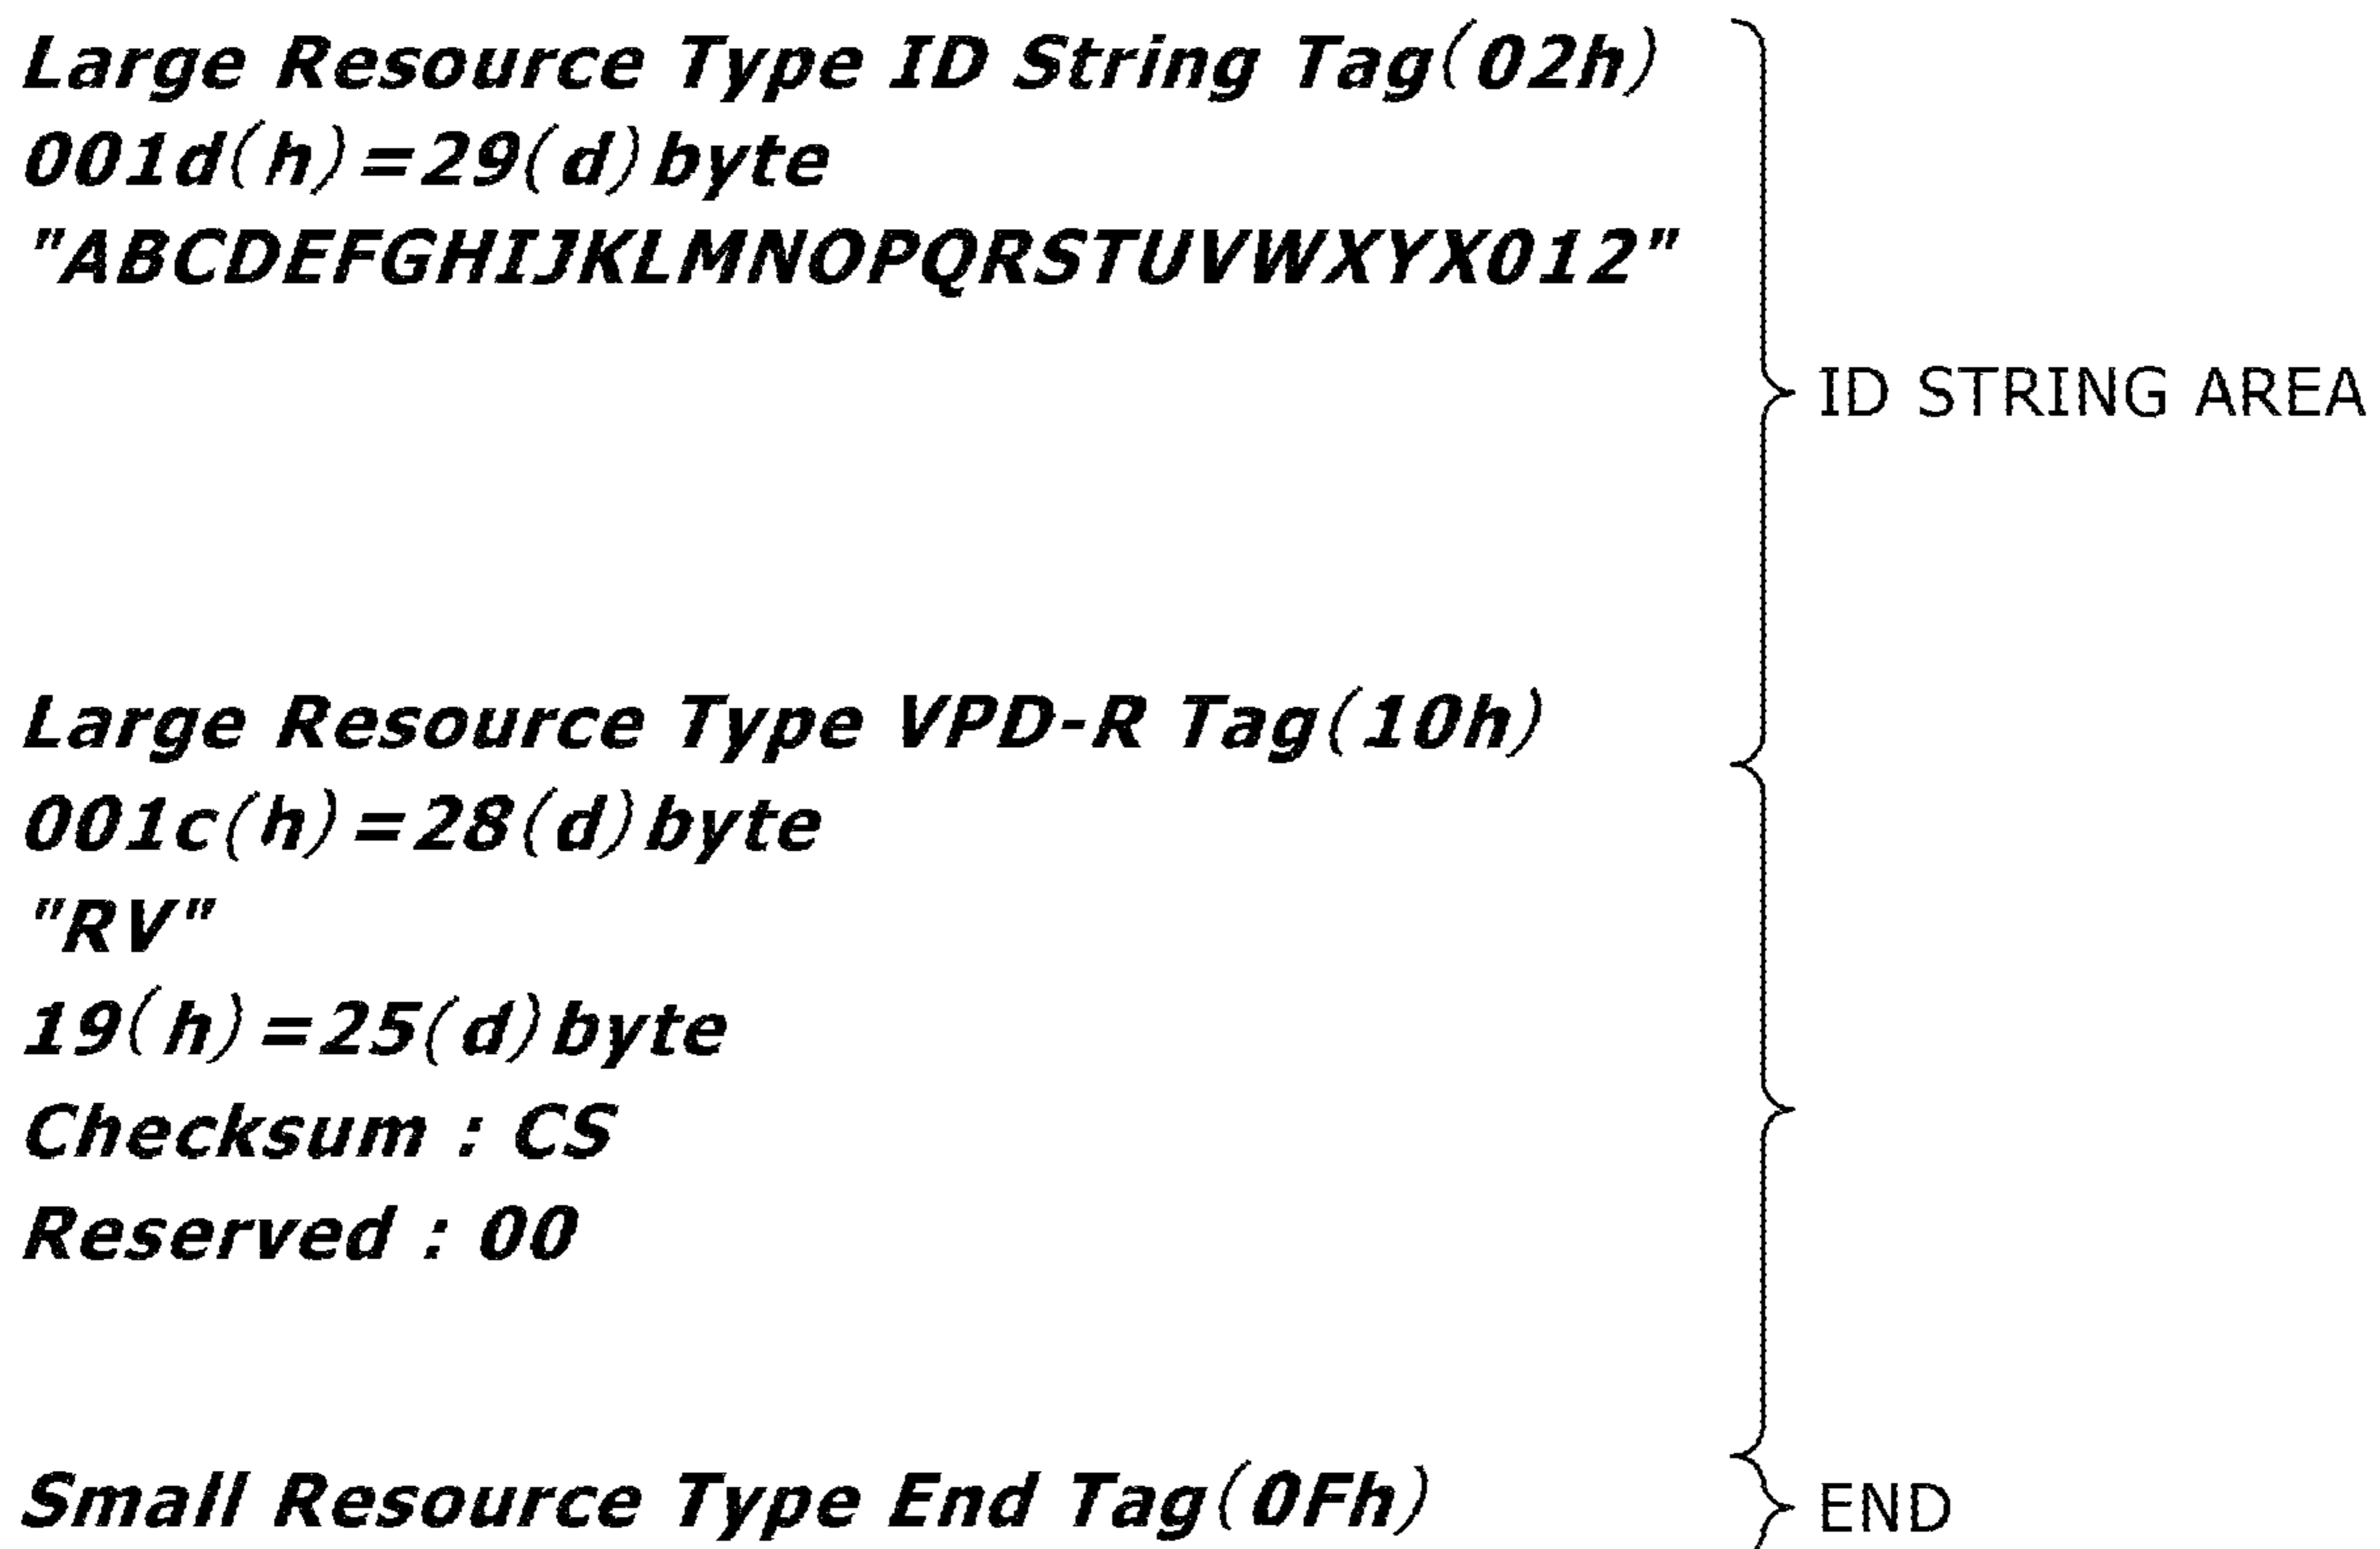 Large Resource Type ID String Tag(02h)
001d(h)=29(d)byte
"ABCDEFGHIJKLMNOPQRSTUVWXYX012"
ID STRING AREA
Large Resource Type VPD-R Tag(10h)
001c(h)=28(d)byte
"RV"
19(h)=25(d)byte
Checksum : CS
Reserved : 00
Small Resource Type End Tag(0Fh)
END